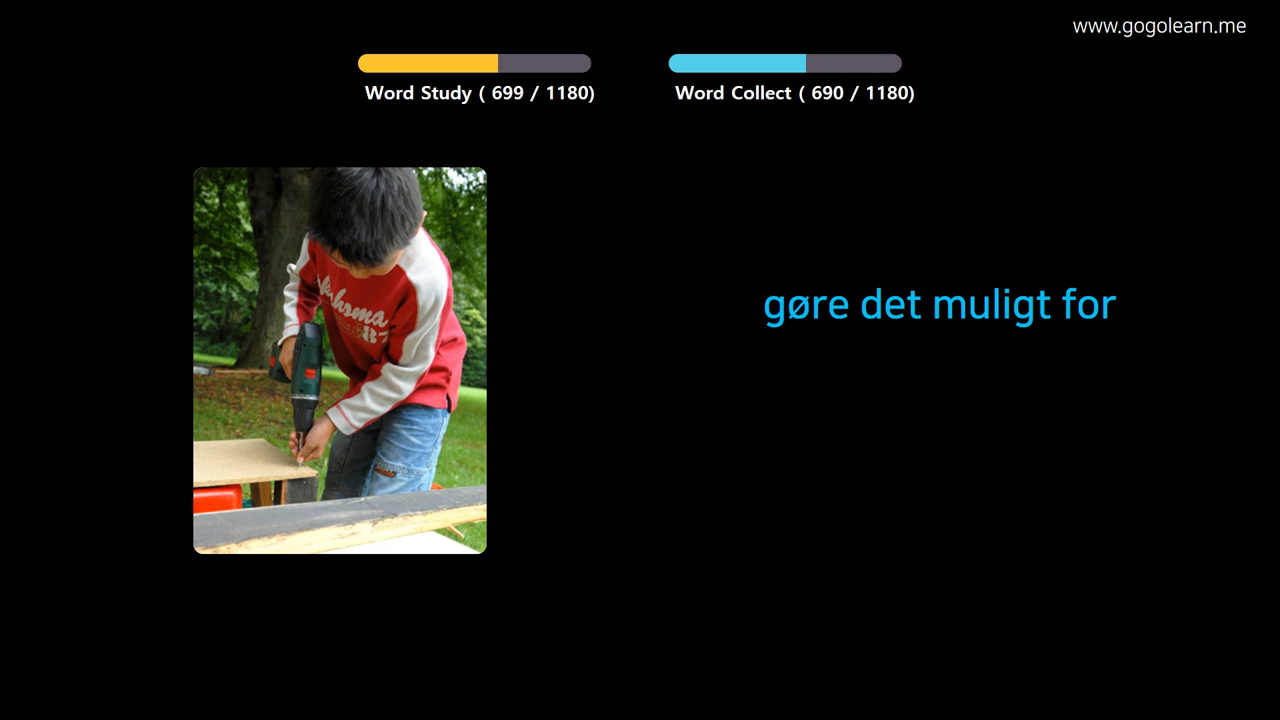 www.gogolearn.me
Word Study ( 699 / 1180)
Word Collect ( 690 / 1180)
gøre det muligt for